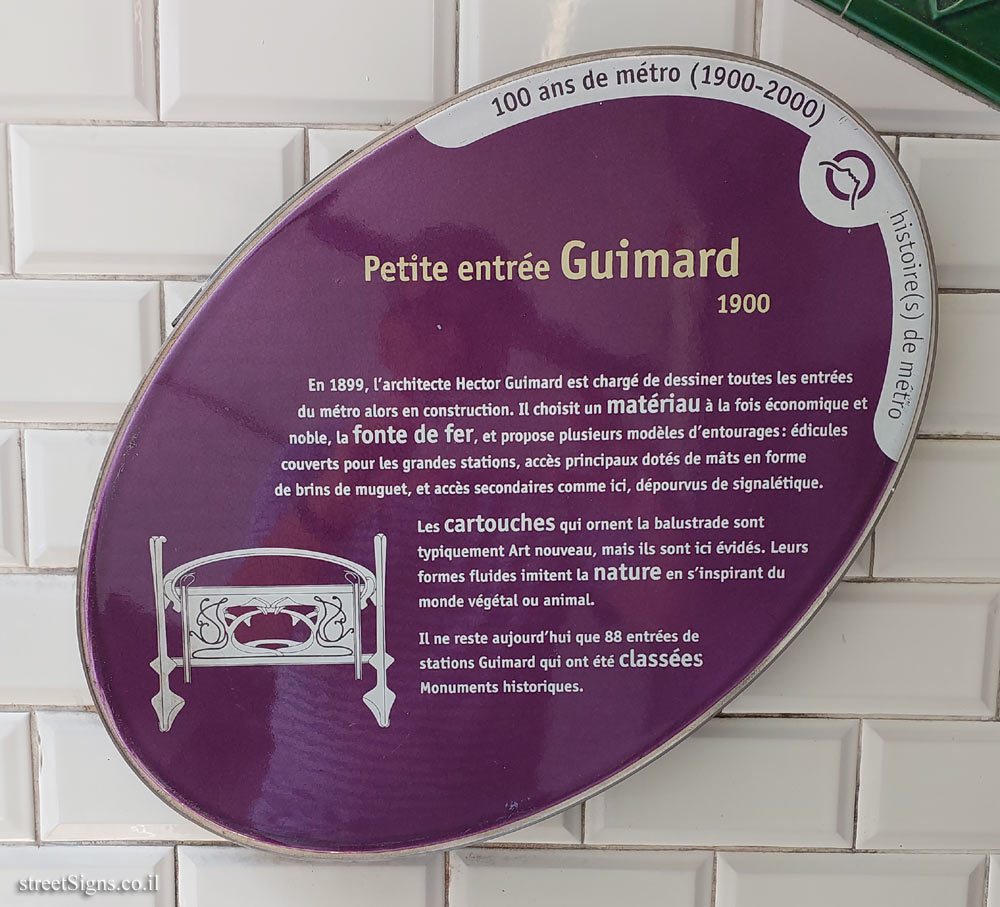 100 ans de métro (1900-2000)
histoire(s) de métro
Petite entrée Guimard
1900
En 1899, l'architecte Hector Guimard est chargé de dessiner toutes les entrées
du métro alors en construction. Il choisit un matériau à la fois économique et
noble, la fonte de fer, et propose plusieurs modèles d'entourages : édicules
couverts pour les grandes stations, accès principaux dotés de mâts en forme
de brins de muguet, et accès secondaires comme ici, dépourvus de signalétique.
Les cartouches qui ornent la balustrade sont
typiquement Art nouveau, mais ils sont ici évidés. Leurs
formes fluides imitent la nature en s'inspirant du
monde végétal ou animal.
Il ne reste aujourd'hui que 88 entrées de
stations Guimard qui ont été classées
Monuments historiques.
streetSigns.co.il